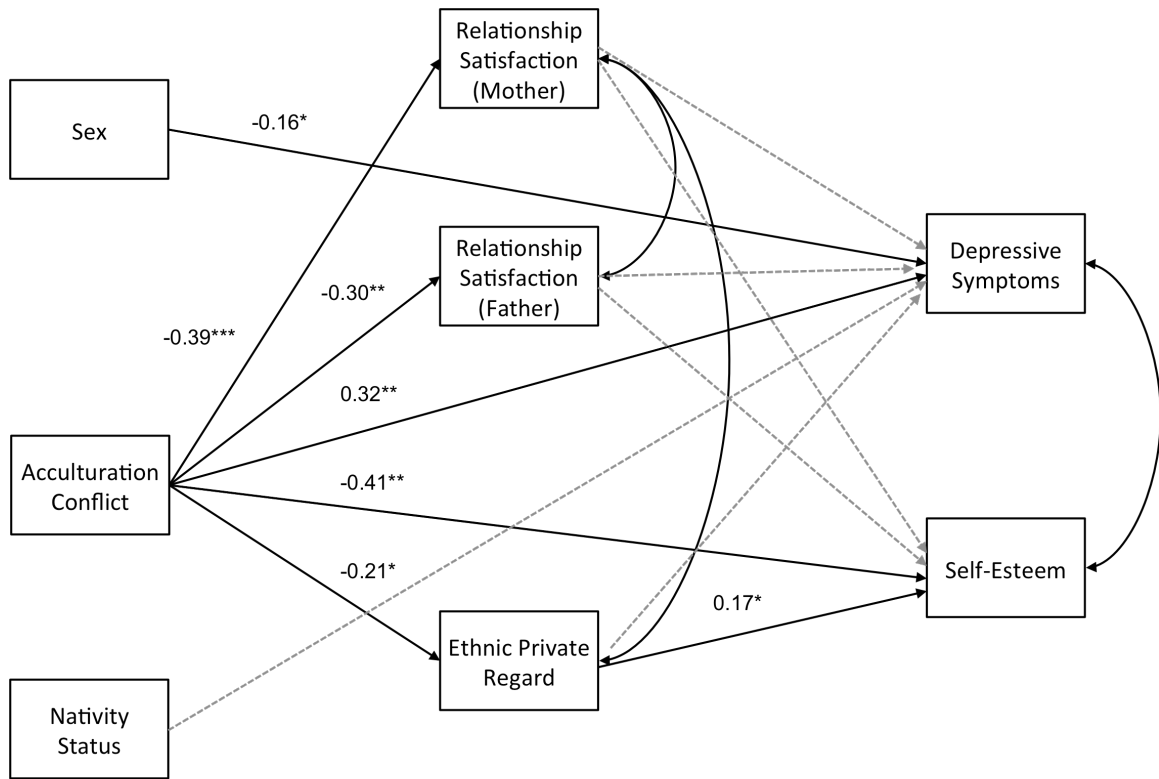 Relationship
Satisfaction
(Mother)
Sex
-0.16*
Relationship
Satisfaction
(Father)
Depressive
Symptoms
-0.30**
-0.39***
0.32**
Acculturation
Conflict
-0.41**
Self-Esteem
-0.21*
0.17*
Ethnic Private
Regard
Nativity
Status